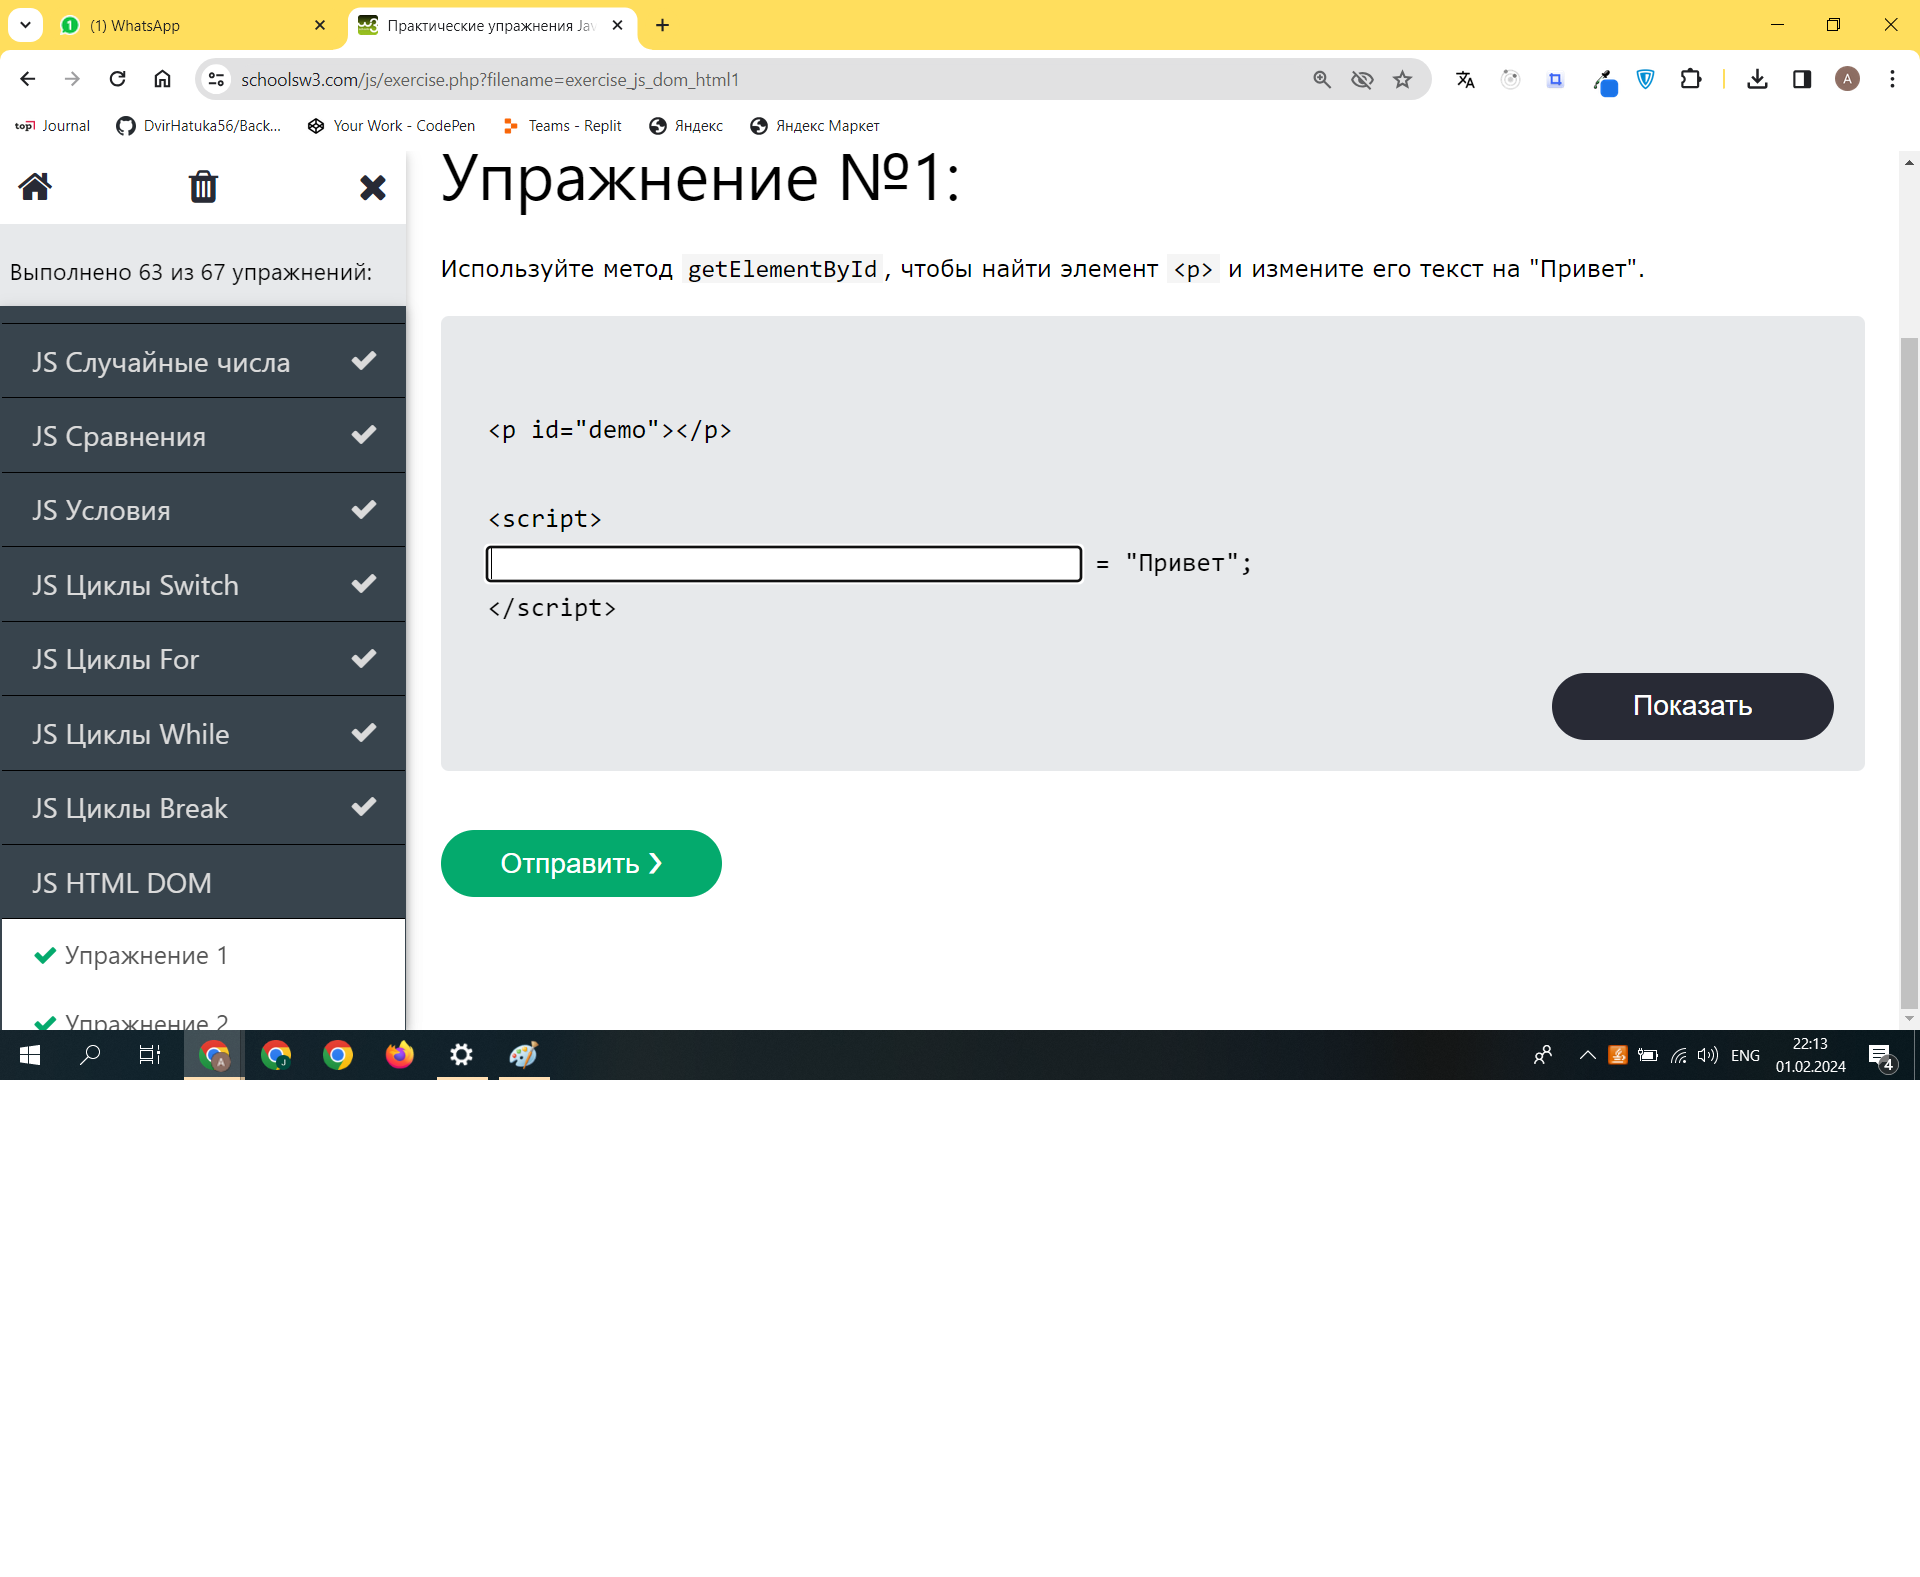 (1) WhatsApp
Практические упражнения Jav
schoolsw3.com/js/exercise.php?filename=exercise_js_dom_html1
A
top1 Journal
DvirHatuka56/Back...
Your Work - CodePen
Teams - Replit
Яндекс
Яндекс Маркет
Упражнение №1:
Выполнено 63 из 67 упражнений:
Используйте метод getElementById, чтобы найти элемент <p> и измените его текст на "Привет".
JS Случайные числа
JS Сравнения
JS Условия
JS Циклы Switch
JS Циклы For
JS Циклы While
JS Циклы Break
JS HTML DOM
Упражнение 1
Упражнение 2
<p id="demo"></p>
<script>
= "Привет";
</script>
Показать
Отправить ❯
ENG
22:13
01.02.2024
4